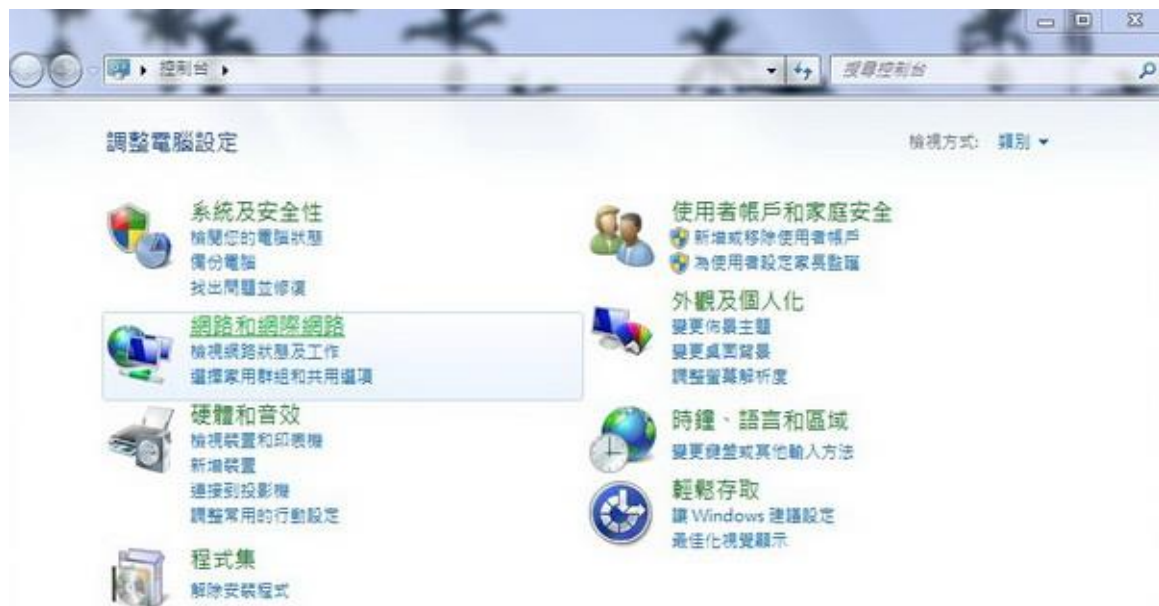 控制台
搜尋控制台
調整電腦設定
檢視方式: 類別
系統及安全性
檢閱您的電腦狀態
備份電腦
找出問題並修復
網路和網際網路
檢視網路狀態及工作
選擇家用群組和共用選項
硬體和音效
檢視裝置和印表機
新增裝置
連接到投影機
調整常用的行動設定
程式集
解除安裝程式
使用者帳戶和家庭安全
新增或移除使用者帳戶
為使用者設定家長監護
外觀及個人化
變更佈景主題
變更桌面背景
調整螢幕解析度
時鐘、語言和區域
變更鍵盤或其他輸入方法
輕鬆存取
讓 Windows 建議設定
最佳化視覺顯示